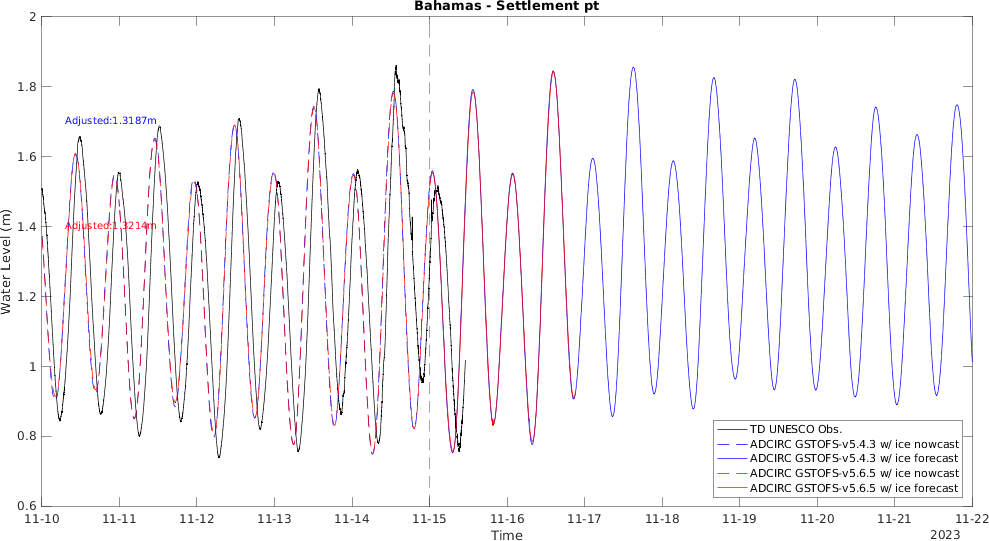 Bahamas - Settlement pt
2
1.8
1.6
1.4
1.2
1
0.8
0.6
Water Level (m)
Adjusted:1.3187m
Adjusted:1.3214m
TD UNESCO Obs.
ADCIRC GSTOFS-v5.4.3 w/ ice nowcast
ADCIRC GSTOFS-v5.4.3 w/ ice forecast
ADCIRC GSTOFS-v5.6.5 w/ ice nowcast
ADCIRC GSTOFS-v5.6.5 w/ ice forecast
11-10 11-11 11-12 11-13 11-14 11-15 11-16 11-17 11-18 11-19 11-20 11-21 11-22
Time
2023